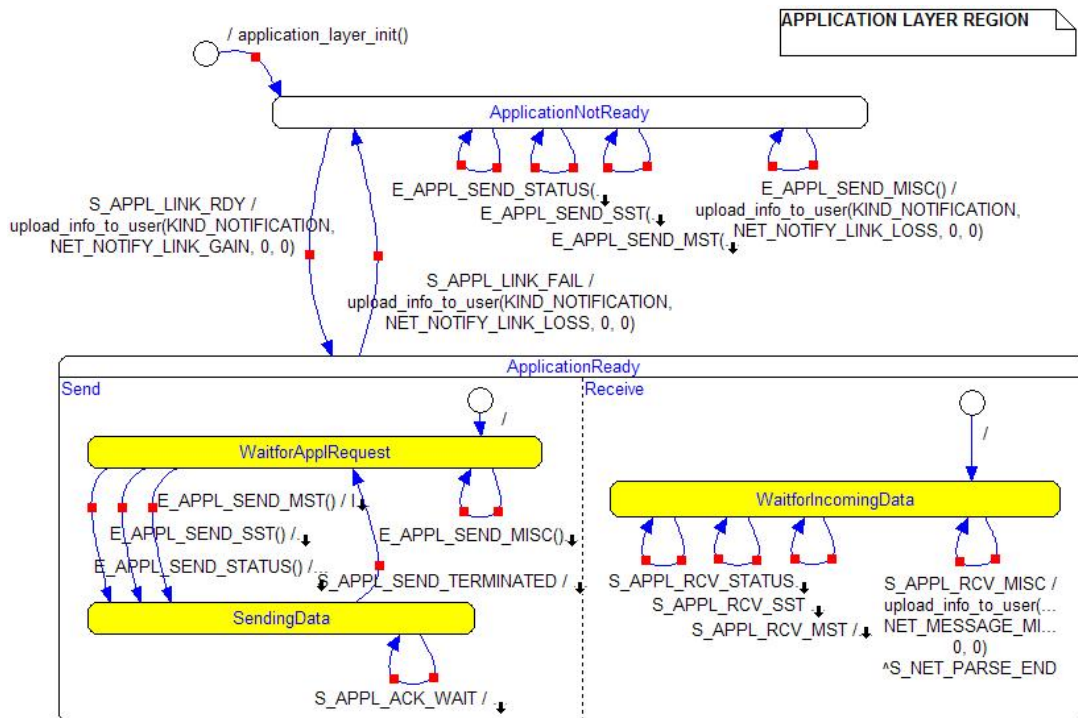 APPLICATION LAYER REGION
/ application_layer_init()
ApplicationNotReady
E_APPL_SEND_STATUS(...
E_APPL_SEND_SST(...
E_APPL_SEND_MST(...
E_APPL_SEND_MISC() /
upload_info_to_user(KIND_NOTIFICATION,
NET_NOTIFY_LINK_LOSS, 0, 0)
S_APPL_LINK_RDY /
upload_info_to_user(KIND_NOTIFICATION,
NET_NOTIFY_LINK_GAIN, 0, 0)
S_APPL_LINK_FAIL /
upload_info_to_user(KIND_NOTIFICATION,
NET_NOTIFY_LINK_LOSS, 0, 0)
ApplicationReady
Send
/
WaitforApplRequest
E_APPL_SEND_MST() / I...
E_APPL_SEND_SST() /...
E_APPL_SEND_STATUS() /...
E_APPL_SEND_MISC()...
S_APPL_SEND_TERMINATED / ...
SendingData
S_APPL_ACK_WAIT / ...
Receive
/
WaitforIncomingData
S_APPL_RCV_STATUS...
S_APPL_RCV_SST ...
S_APPL_RCV_MST /...
S_APPL_RCV_MISC /
upload_info_to_user(...
NET_MESSAGE_MI...
0, 0)
^S_NET_PARSE_END